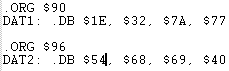 .ORG $90
DAT1: .DB $1E, $32, $7A, $77
.ORG $96
DAT2: .DB $54, $68, $69, $40